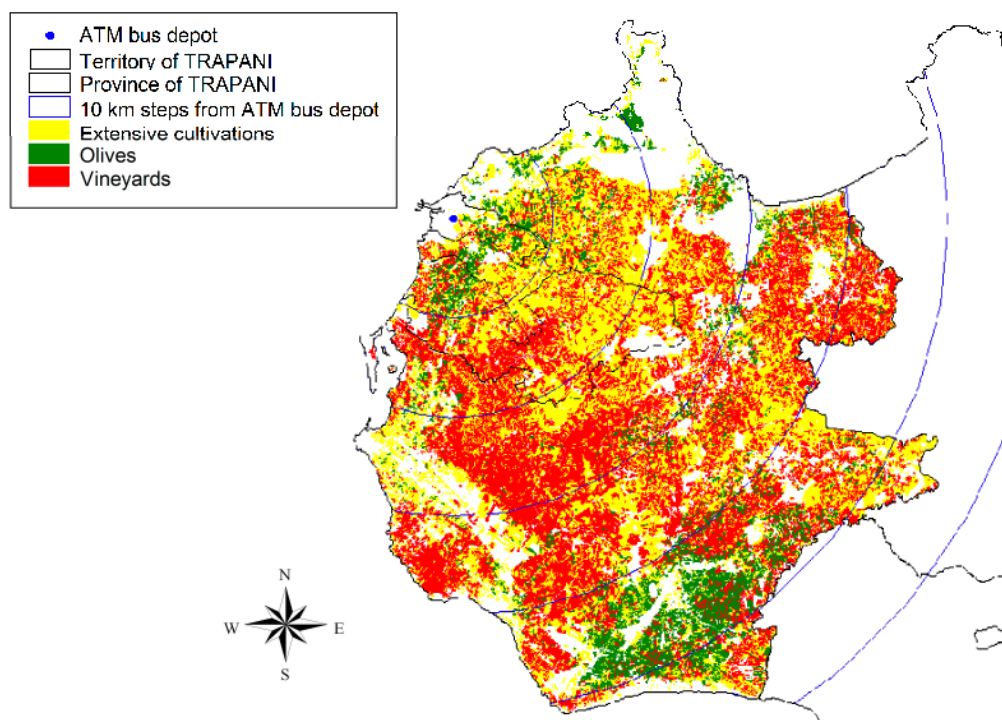 ATM bus depot
Territory of TRAPANI
Province of TRAPANI
10 km steps from ATM bus depot
Extensive cultivations
Olives
Vineyards
N
W E
S